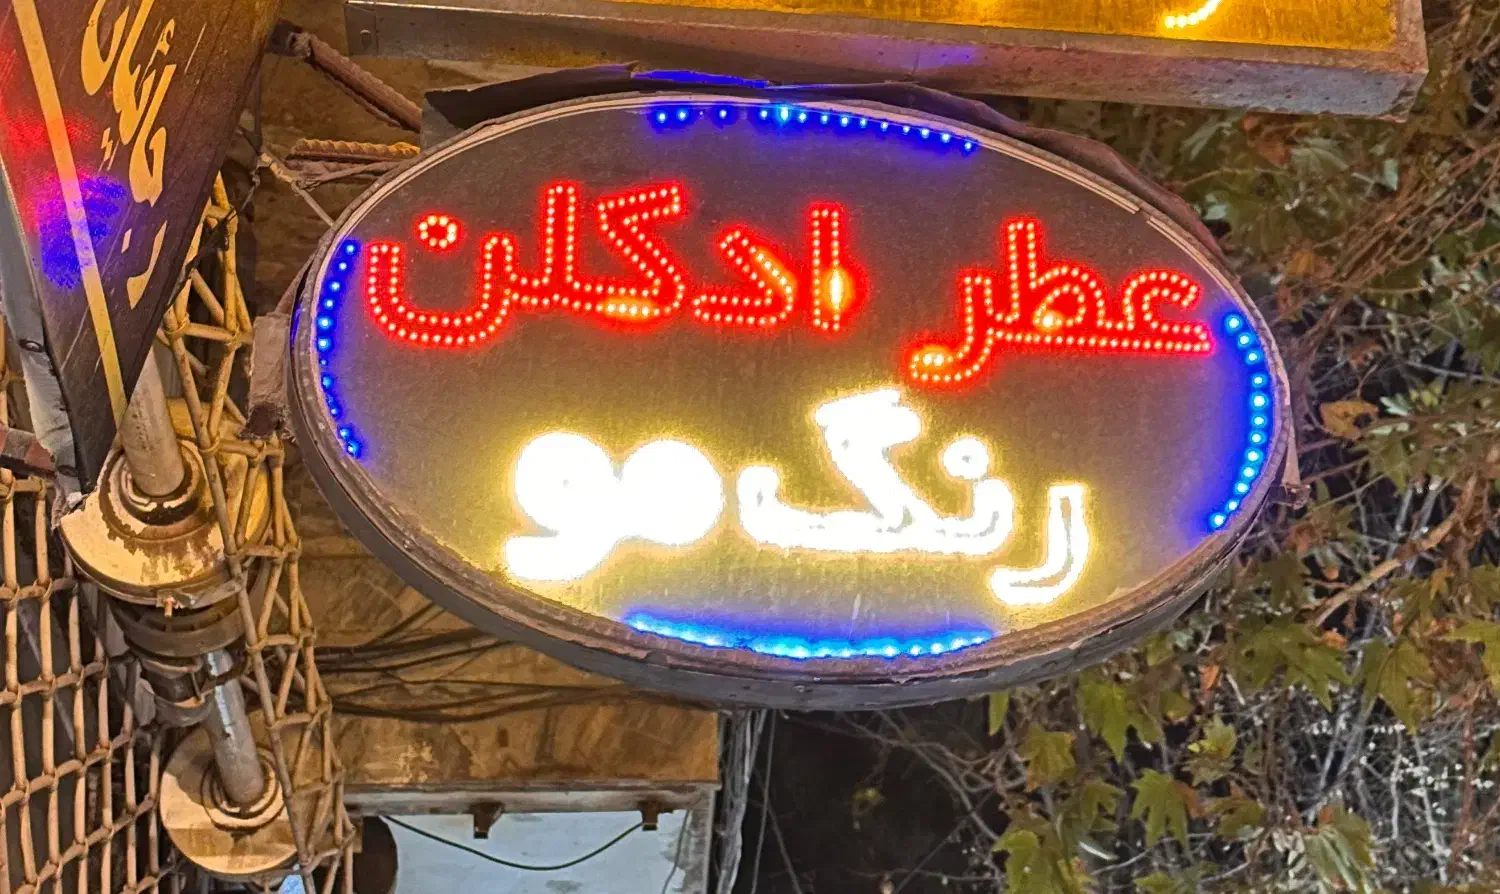 عطر ادکلن
رنگ مو